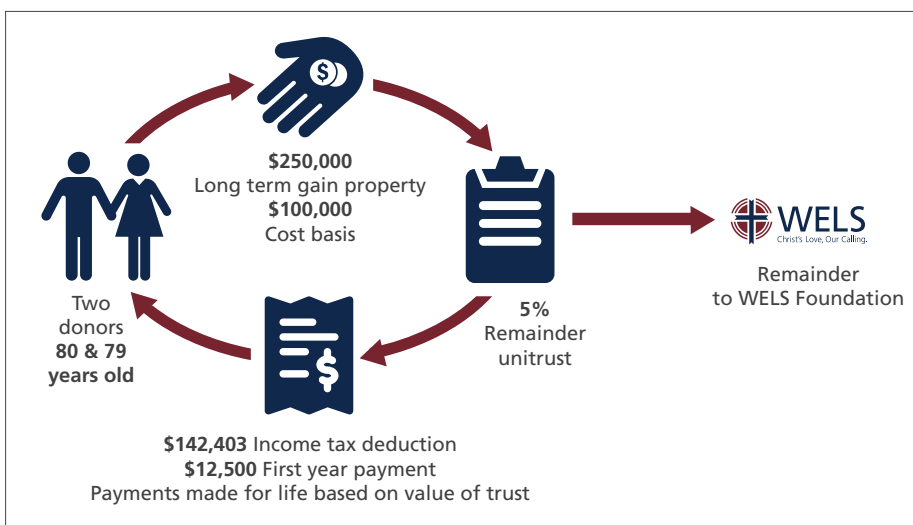 $
$250,000
Long term gain property
$100,000
Cost basis
WELS
Christ's Love, Our Calling.
Remainder
to WELS Foundation
Two
donors
80 & 79
years old
5%
Remainder
unitrust
$
$142,403 Income tax deduction
$12,500 First year payment
Payments made for life based on value of trust